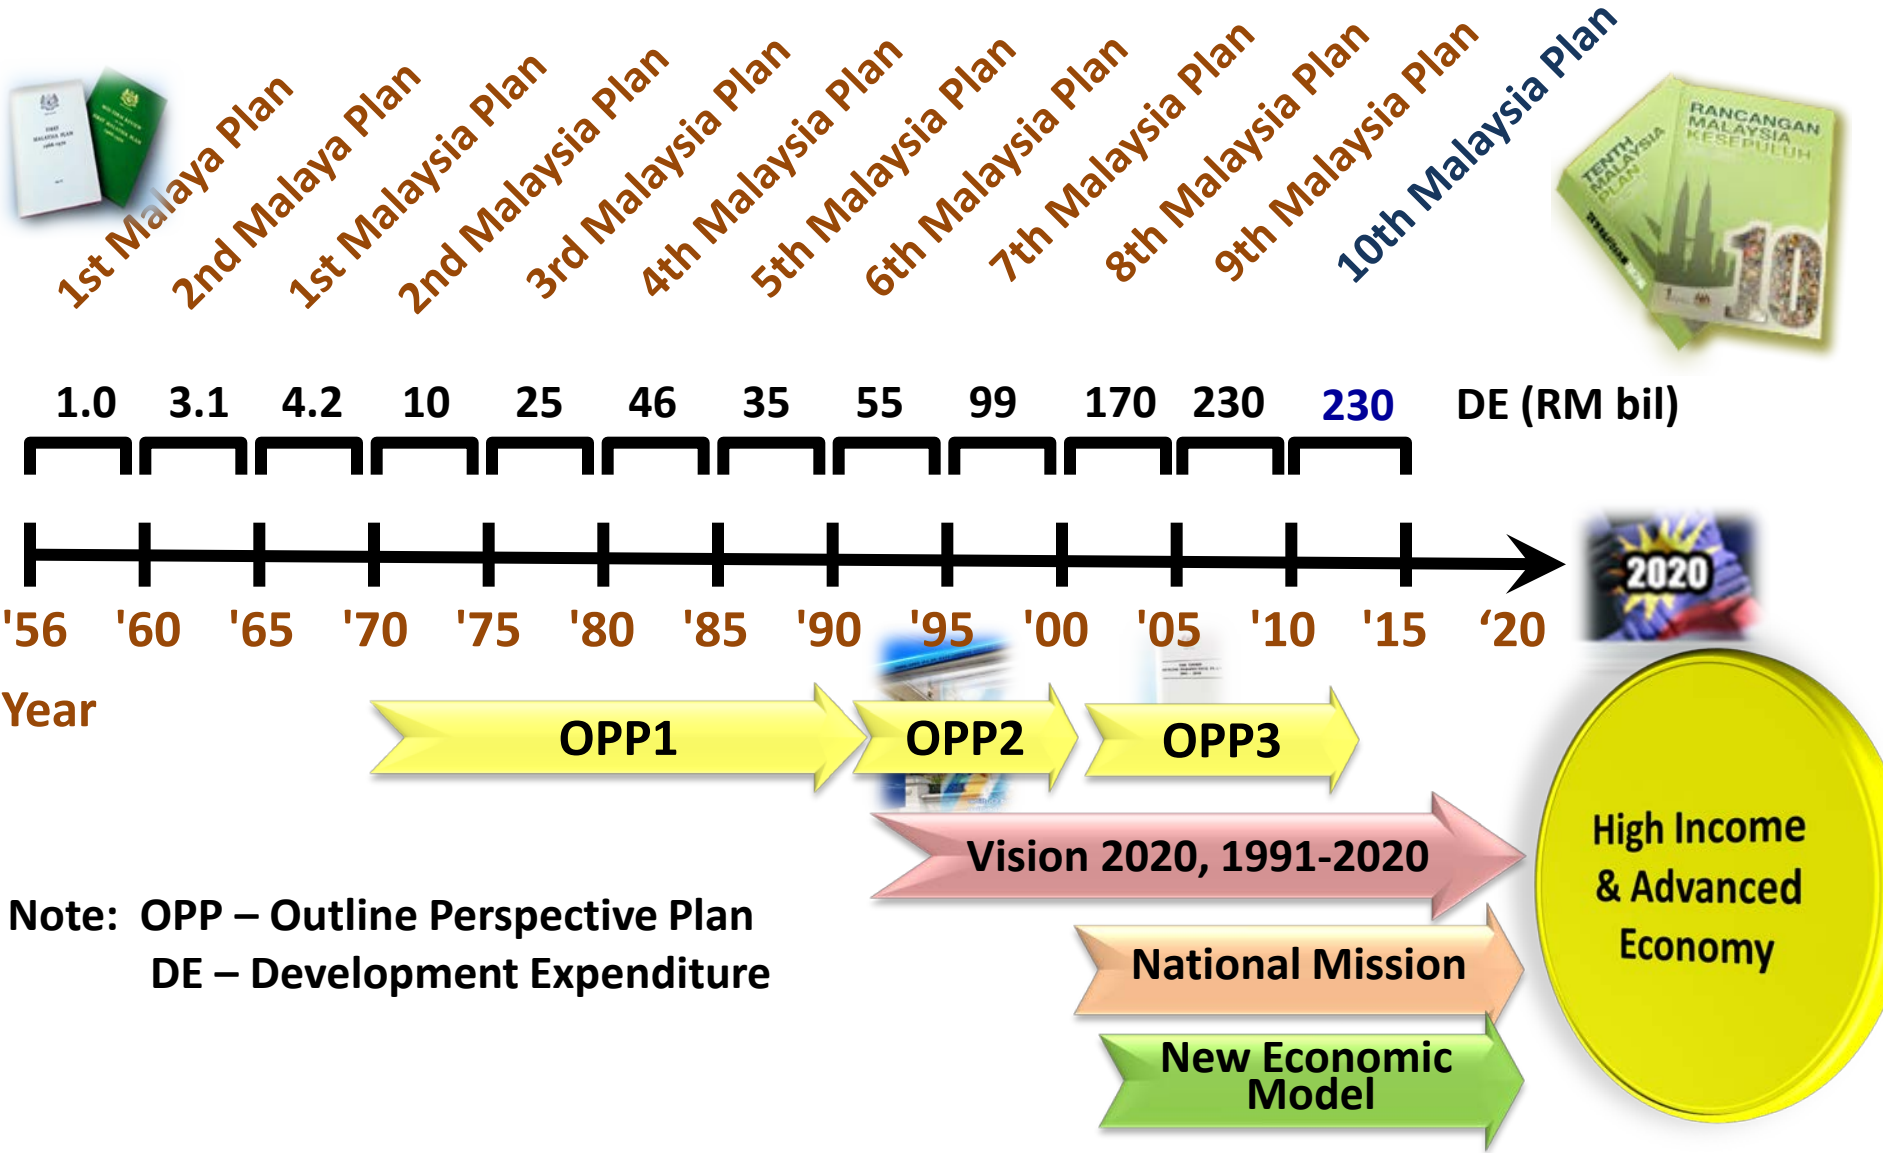 1st Malaya Plan
2nd Malaya Plan
1st Malaysia Plan
2nd Malaysia Plan
3rd Malaysia Plan
4th Malaysia Plan
5th Malaysia Plan
6th Malaysia Plan
7th Malaysia Plan
8th Malaysia Plan
9th Malaysia Plan
10th Malaysia Plan
FIRST
MALAYSIA PLAN
1966-1970
TENTH
MALAYSIA
PLAN
RANCANGAN
MALAYSIA
KESEPULUH
10
1.0 3.1 4.2 10 25 46 35 55 99 170 230 230 DE (RM bil)
2020
'56 '60 '65 '70 '75 '80 '85 '90 '95 '00 '05 '10 '15 ‘20
Year
OPP1 OPP2 OPP3
Vision 2020, 1991-2020
National Mission
New Economic
Model
High Income
& Advanced
Economy
Note: OPP – Outline Perspective Plan
DE – Development Expenditure